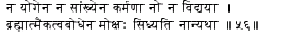 न योगेन न सांख्येन कर्मणा नो न विद्यया ।
ब्रह्मात्मैकत्वबोधेन मोक्षः सिध्यति नान्यथा ॥ ५६॥